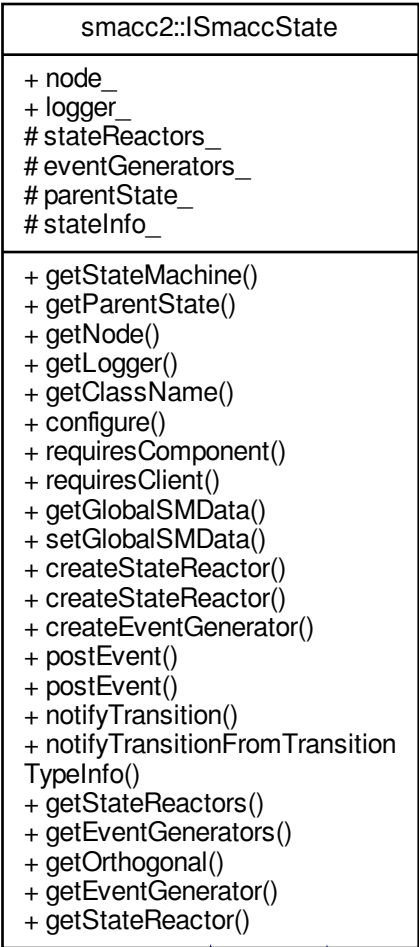 smacc2::ISmaccState
+ node_
+ logger_
# stateReactors_
# eventGenerators_
# parentState_
# stateInfo_
+ getStateMachine()
+ getParentState()
+ getNode()
+ getLogger()
+ getClassName()
+ configure()
+ requiresComponent()
+ requiresClient()
+ getGlobalSMData()
+ setGlobalSMData()
+ createStateReactor()
+ createStateReactor()
+ createEventGenerator()
+ postEvent()
+ postEvent()
+ notifyTransition()
+ notifyTransitionFromTransition
TypeInfo()
+ getStateReactors()
+ getEventGenerators()
+ getOrthogonal()
+ getEventGenerator()
+ getStateReactor()